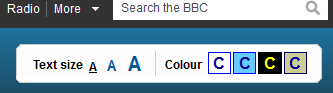 Radio More Search the BBC
Text size A A A Colour C C C C